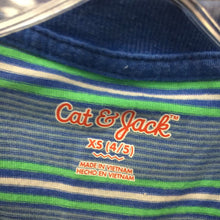 Cat & Jack™
XS (4/5)
MADE IN VIETNAM
HECHO EN VIETNAM